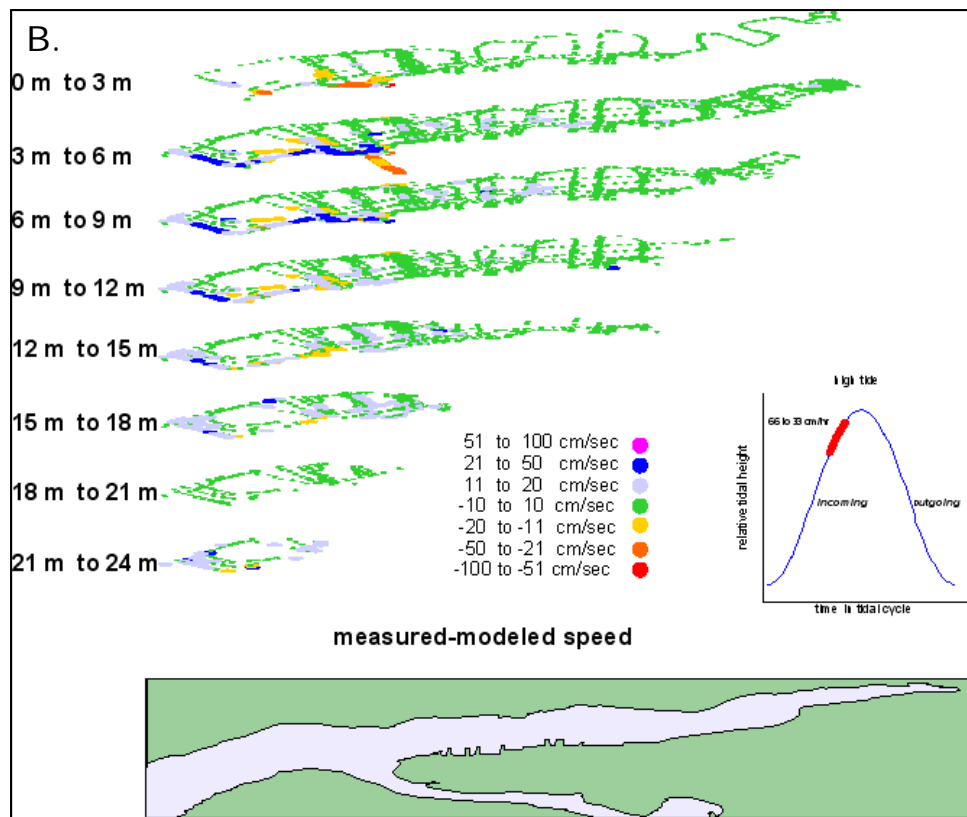 B.
0 m to 3 m
3 m to 6 m
6 m to 9 m
9 m to 12 m
12 m to 15 m
15 m to 18 m
18 m to 21 m
21 m to 24 m
51 to 100 cm/sec
21 to 50 cm/sec
11 to 20 cm/sec
-10 to 10 cm/sec
-20 to -11 cm/sec
-50 to -21 cm/sec
-100 to -51 cm/sec
high tide
66 to 33 cm/hr
relative tidal height
incoming
outgoing
time in tidal cycle
measured-modeled speed